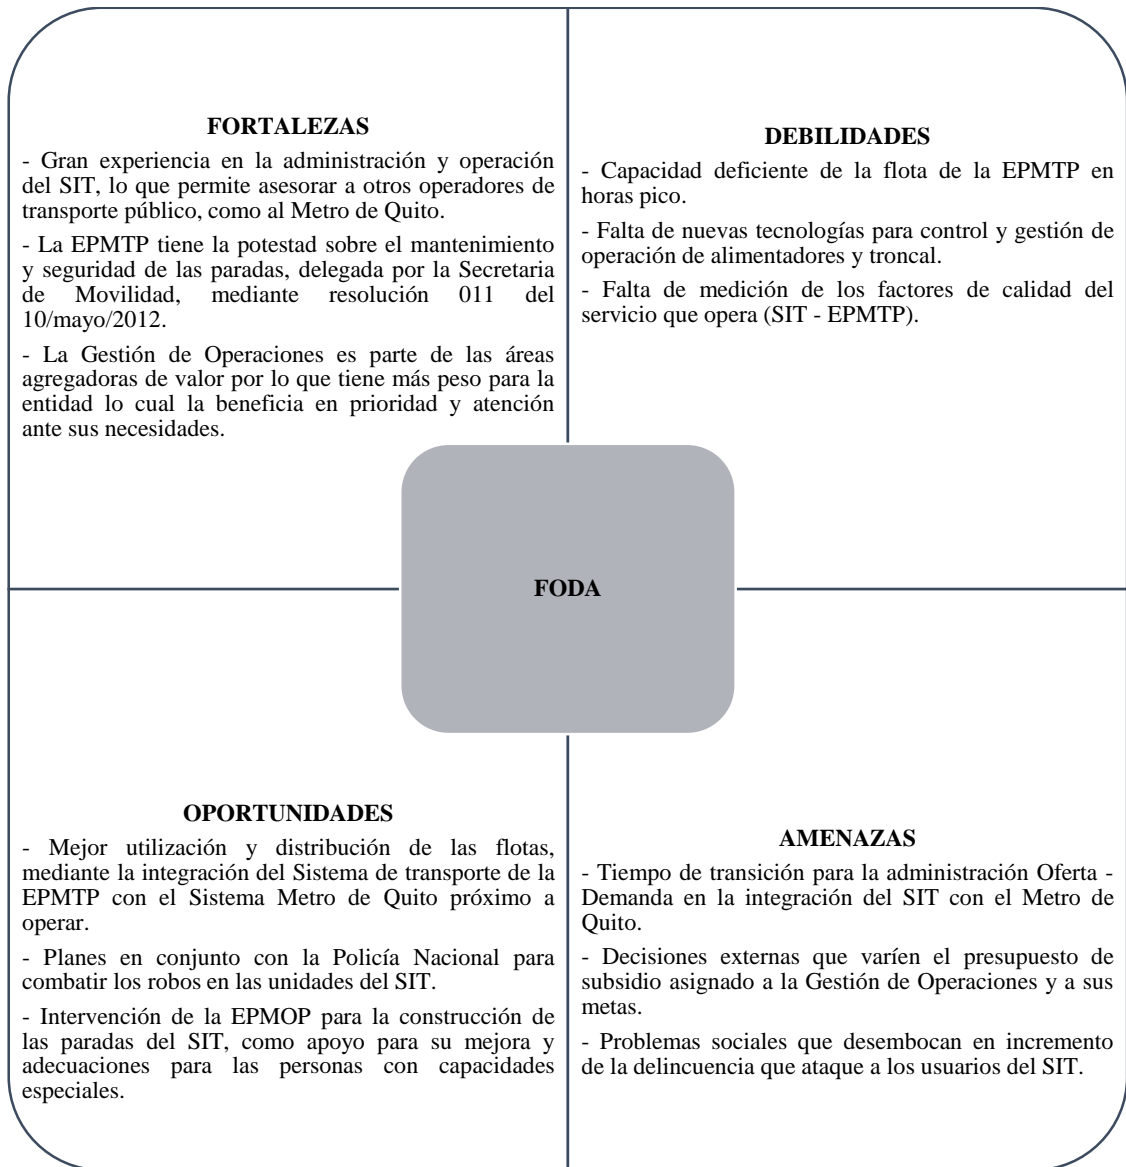 FORTALEZAS
- Gran experiencia en la administración y operación
del SIT, lo que permite asesorar a otros operadores de
transporte público, como al Metro de Quito.
- La EPMTP tiene la potestad sobre el mantenimiento
y seguridad de las paradas, delegada por la Secretaria
de Movilidad, mediante resolución 011 del
10/mayo/2012.
- La Gestión de Operaciones es parte de las áreas
agregadoras de valor por lo que tiene más peso para la
entidad lo cual la beneficia en prioridad y atención
ante sus necesidades.
DEBILIDADES
- Capacidad deficiente de la flota de la EPMTP en
horas pico.
- Falta de nuevas tecnologías para control y gestión de
operación de alimentadores y troncal.
- Falta de medición de los factores de calidad del
servicio que opera (SIT - EPMTP).
FODA
OPORTUNIDADES
- Mejor utilización y distribución de las flotas,
mediante la integración del Sistema de transporte de la
EPMTP con el Sistema Metro de Quito próximo a
operar.
- Planes en conjunto con la Policía Nacional para
combatir los robos en las unidades del SIT.
- Intervención de la EPMOP para la construcción de
las paradas del SIT, como apoyo para su mejora y
adecuaciones para las personas con capacidades
especiales.
AMENAZAS
- Tiempo de transición para la administración Oferta -
Demanda en la integración del SIT con el Metro de
Quito.
- Decisiones externas que varíen el presupuesto de
subsidio asignado a la Gestión de Operaciones y a sus
metas.
- Problemas sociales que desembocan en incremento
de la delincuencia que ataque a los usuarios del SIT.